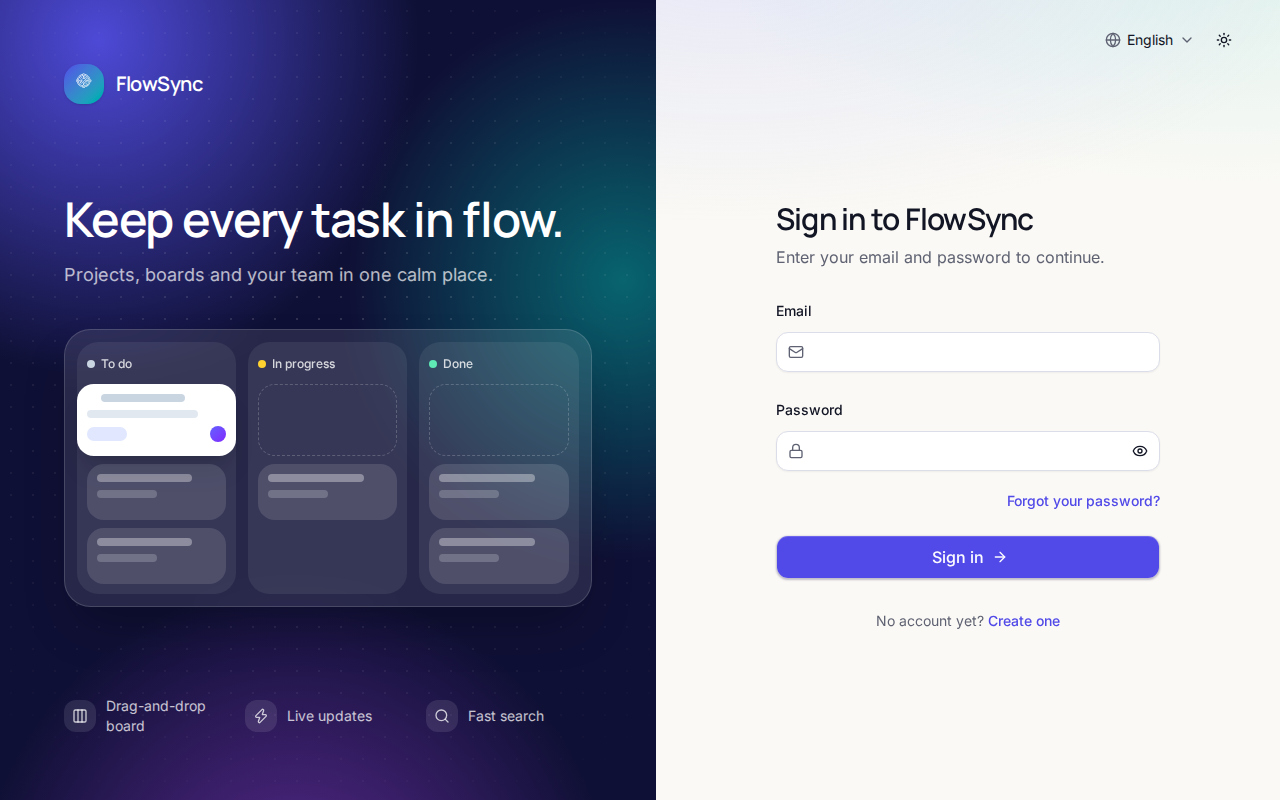 FlowSync
Keep every task in flow.
Projects, boards and your team in one calm place.
To do
In progress
Done
Drag-and-drop
board
Live updates
Fast search
English
Sign in to FlowSync
Enter your email and password to continue.
Email
Password
Forgot your password?
Sign in
No account yet? Create one